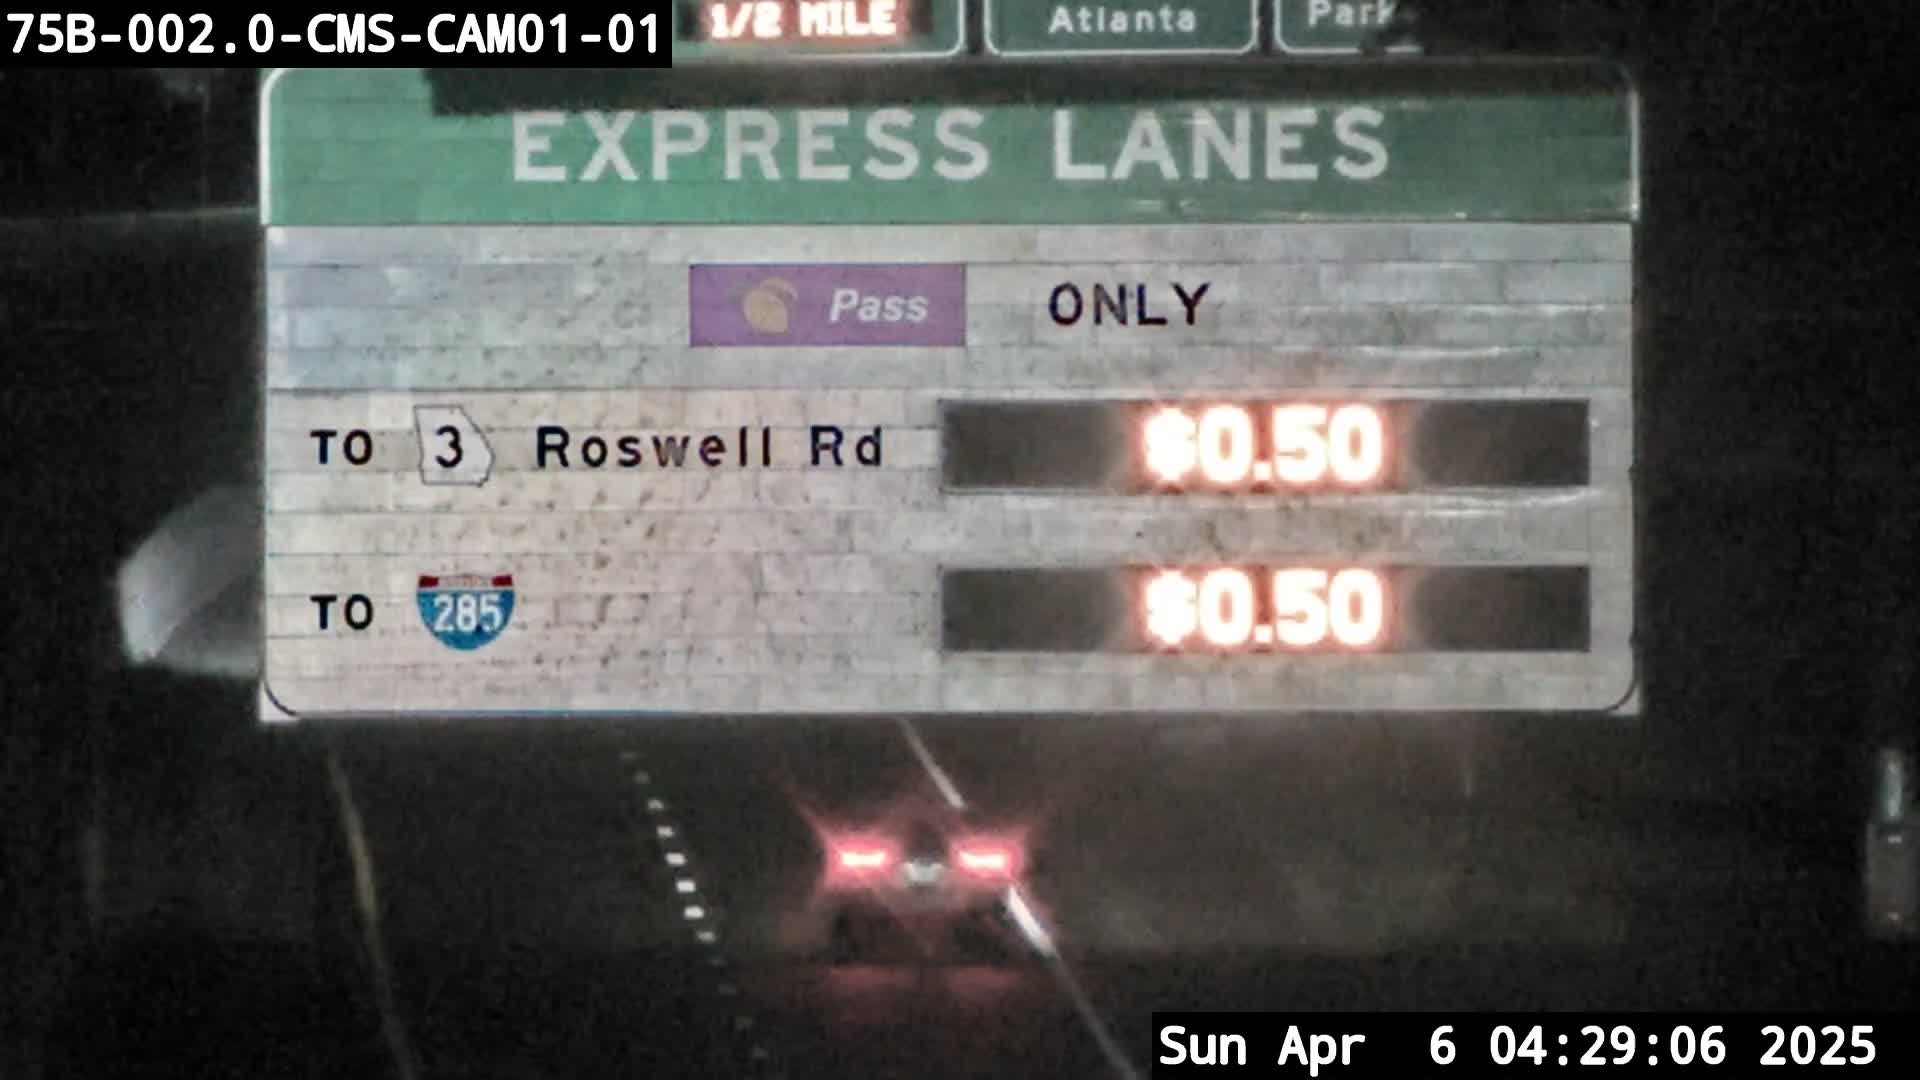 75B-002.0-CMS-CAM01-01
1/2 MILE
Atlanta
Park
EXPRESS LANES
Pass ONLY
TO 3 Roswell Rd $0.50
TO 285 $0.50
Sun Apr 6 04:29:06 2025